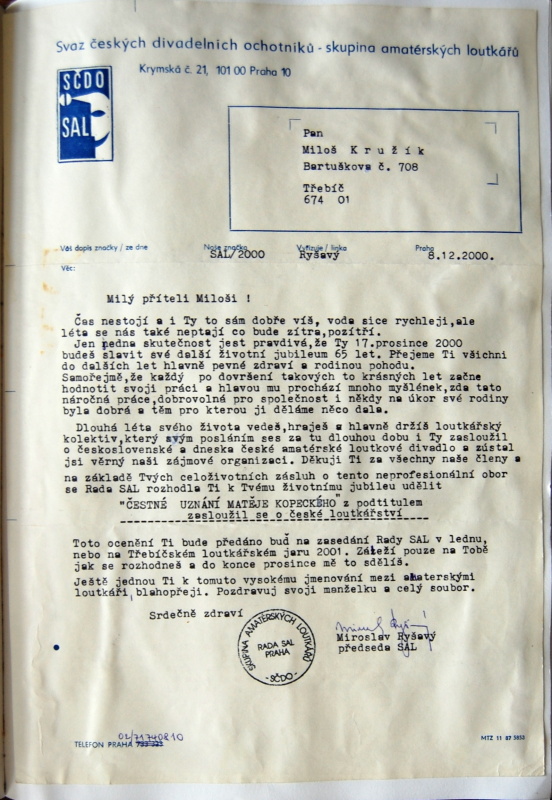 Svaz českých divadelních ochotníků - skupina amatérských loutkářů
Krymská č. 21, 101 00 Praha 10
SČDO
SAL
Pan
Miloš K r u ž í k
Bartuškova č. 708
Třebíč
674 01
Váš dopis značky / ze dne
Naše značka
Vyřizuje / linka
Praha
SAL/2000
Ryšavý
8.12.2000.
Věc:
Milý příteli Miloši !
Čas nestojí a i Ty to sám dobře víš, voda sice rychleji,ale
léta se nás také neptají co bude zítra,pozítří.
Jen jedna skutečnost jest pravdivá,že Ty 17.prosince 2000
budeš slavit své další životní jubileum 65 let. Přejeme Ti všichni
do dalších let hlavně pevné zdraví a rodinou pohodu.
Samořejmě,že každý po dovršení takových to krásných let začne
hodnotit svoji práci a hlavou mu prochází mnoho myšlének,zda tato
náročná práce,dobrovolná pro společnost i někdy na úkor své rodiny
byla dobrá a těm pro kterou ji děláme něco dala.
Dlouhá léta svého života vedeš,hraješ a hlavně držíš loutkářský
kolektiv,který svým posláním ses za tu dlouhou dobu i Ty zasloužil
o československé a dneska české amatérské loutkové divadlo a zůstal
jsi věrný naši zájmové organizaci. Děkuji Ti za všechny naše členy a
na základě Tvých celoživotních zásluh o tento neprofesionální obor
se Rada SAL rozhodla Ti k Tvému životnímu jubileu udělit
"ČESTNÉ UZNÁNÍ MATĚJE KOPECKÉHO" z podtitulem
zasloužil se o české loutkářství
Toto ocenění Ti bude předáno buď na zasedání Rady SAL v lednu,
nebo na Třebíčském loutkářském jaru 2001. Záleží pouze na Tobě
jak se rozhodneš a do konce prosince mě to sdělíš.
Ještě jednou Ti k tomuto vysokému jmenování mezi amaterskými
loutkáři,blahopřeji. Pozdravuj svoji manželku a celý soubor.
Srdečně zdraví
SKUPINA AMATÉRSKÝCH LOUTKÁŘŮ
RADA SAL
PRAHA
- SČDO -
Miroslav Ryšavý
předseda SAL
02/71740810
TELEFON PRAHA
MTZ 11 07 5853